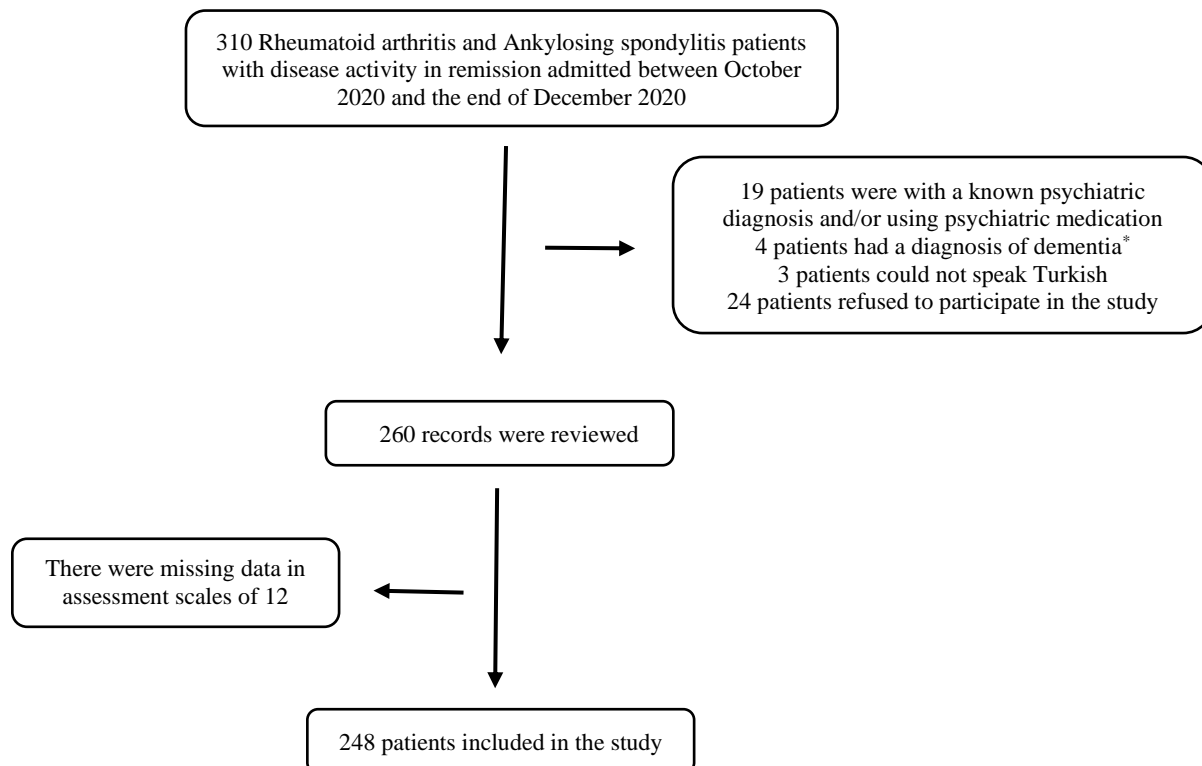 310 Rheumatoid arthritis and Ankylosing spondylitis patients
with disease activity in remission admitted between October
2020 and the end of December 2020
19 patients were with a known psychiatric
diagnosis and/or using psychiatric medication
4 patients had a diagnosis of dementia*
3 patients could not speak Turkish
24 patients refused to participate in the study
260 records were reviewed
There were missing data in
assessment scales of 12
248 patients included in the study